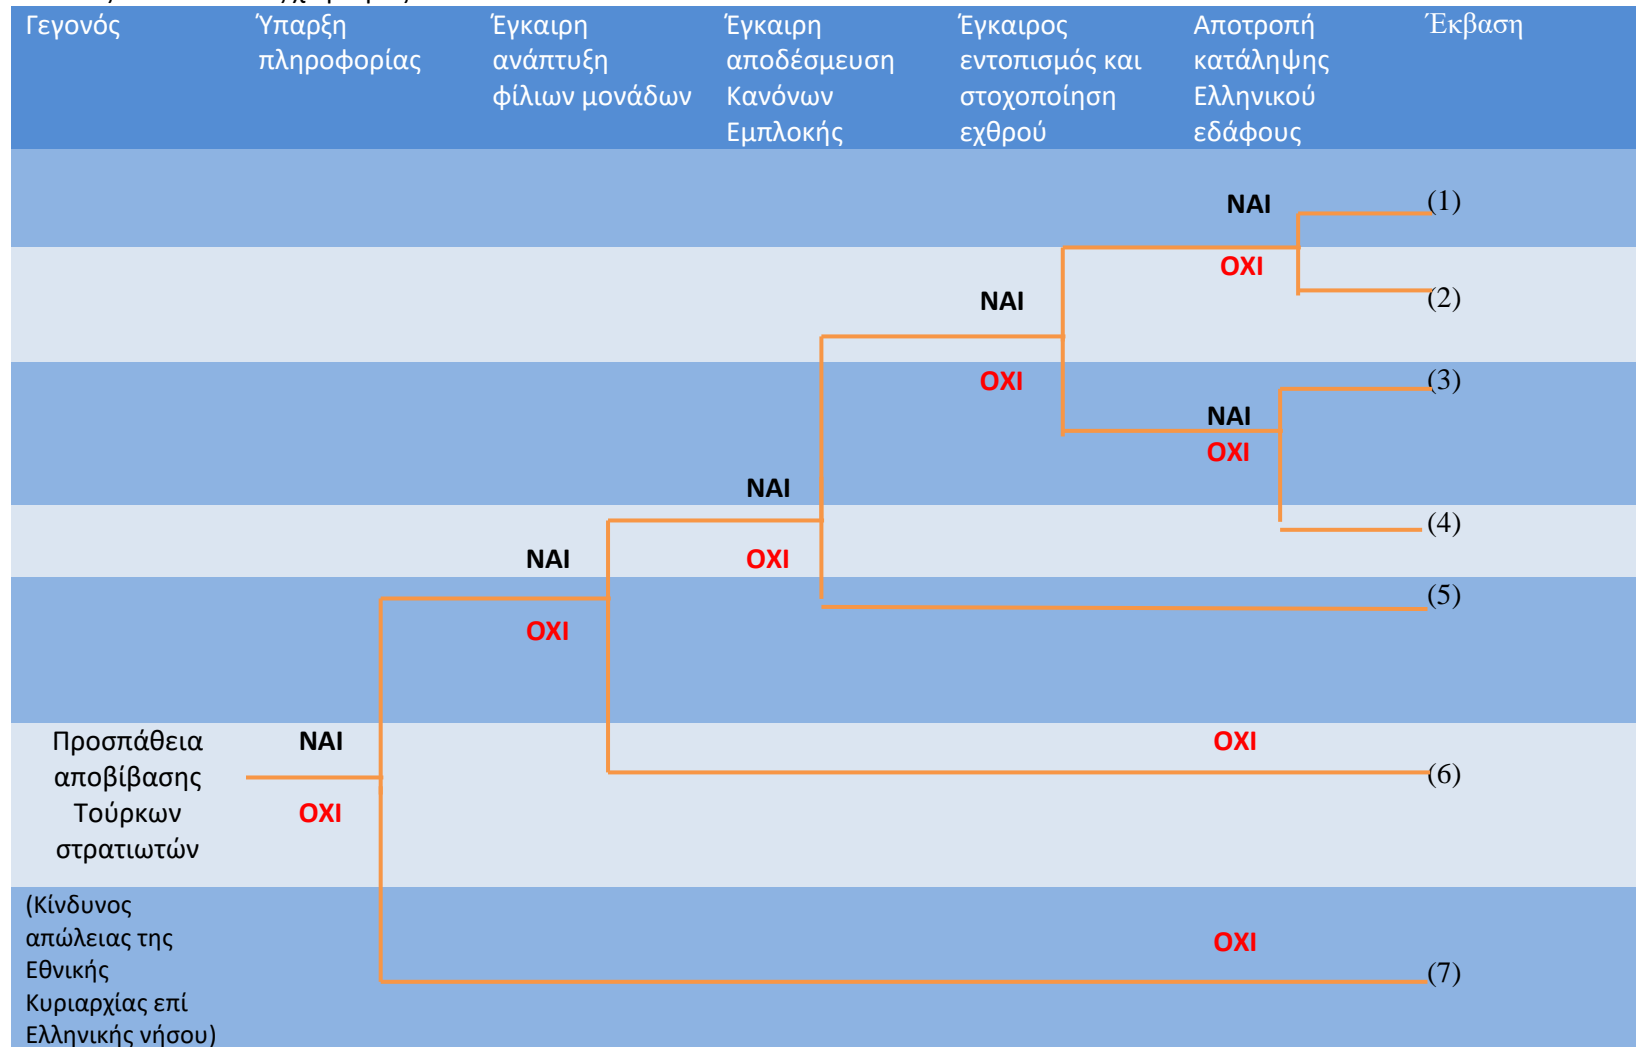 Γεγονός
Ύπαρξη
πληροφορίας
Έγκαιρη
ανάπτυξη
φίλιων μονάδων
Έγκαιρη
αποδέσμευση
Κανόνων
Εμπλοκής
Έγκαιρος
εντοπισμός και
στοχοποίηση
εχθρού
Αποτροπή
κατάληψης
Ελληνικού
εδάφους
Έκβαση
ΝΑΙ
(1)
ΟΧΙ
ΝΑΙ
(2)
ΟΧΙ
(3)
ΝΑΙ
ΟΧΙ
ΝΑΙ
(4)
ΝΑΙ
ΟΧΙ
(5)
ΟΧΙ
Προσπάθεια
αποβίβασης
Τούρκων
στρατιωτών
ΝΑΙ
ΟΧΙ
ΟΧΙ
(6)
(Κίνδυνος
απώλειας της
Εθνικής
Κυριαρχίας επί
Ελληνικής νήσου)
ΟΧΙ
(7)